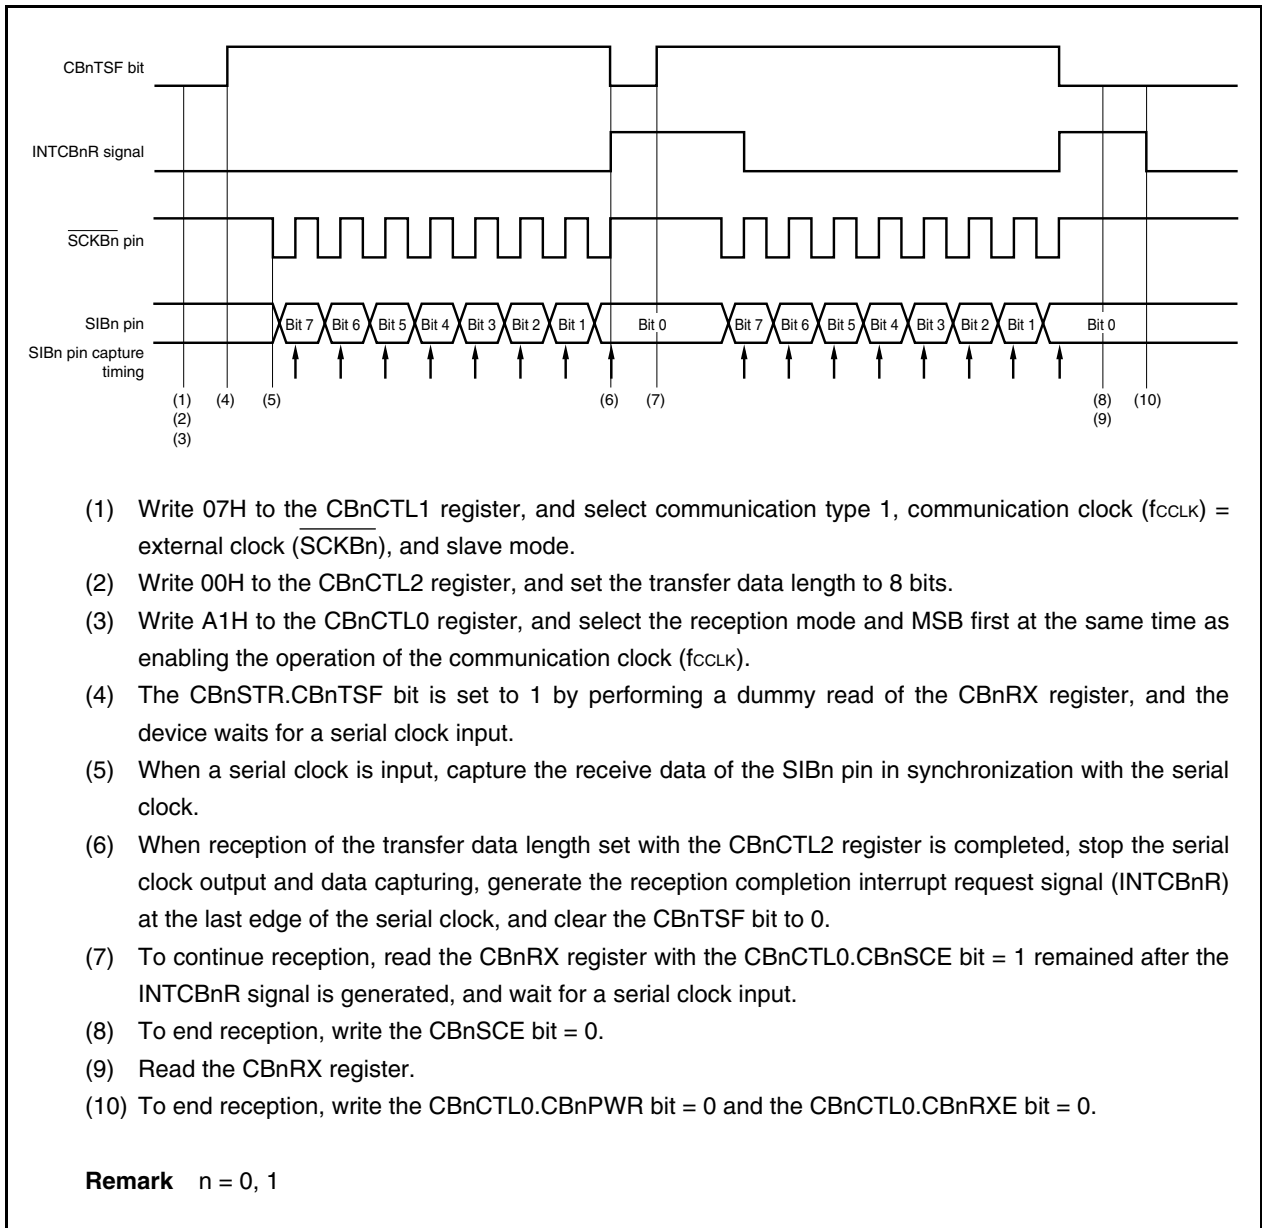 CBnTSF bit
INTCBnR signal
SCKBn pin
SIBn pin
Bit 7 Bit 6 Bit 5 Bit 4 Bit 3 Bit 2 Bit 1 Bit 0 Bit 7 Bit 6 Bit 5 Bit 4 Bit 3 Bit 2 Bit 1 Bit 0
SIBn pin capture
timing
(1) (4) (5) (6) (7) (8) (10)
(2) (9)
(3)
(1) Write 07H to the CBnCTL1 register, and select communication type 1, communication clock (fCCLK) =
external clock (SCKBn), and slave mode.
(2) Write 00H to the CBnCTL2 register, and set the transfer data length to 8 bits.
(3) Write A1H to the CBnCTL0 register, and select the reception mode and MSB first at the same time as
enabling the operation of the communication clock (fCCLK).
(4) The CBnSTR.CBnTSF bit is set to 1 by performing a dummy read of the CBnRX register, and the
device waits for a serial clock input.
(5) When a serial clock is input, capture the receive data of the SIBn pin in synchronization with the serial
clock.
(6) When reception of the transfer data length set with the CBnCTL2 register is completed, stop the serial
clock output and data capturing, generate the reception completion interrupt request signal (INTCBnR)
at the last edge of the serial clock, and clear the CBnTSF bit to 0.
(7) To continue reception, read the CBnRX register with the CBnCTL0.CBnSCE bit = 1 remained after the
INTCBnR signal is generated, and wait for a serial clock input.
(8) To end reception, write the CBnSCE bit = 0.
(9) Read the CBnRX register.
(10) To end reception, write the CBnCTL0.CBnPWR bit = 0 and the CBnCTL0.CBnRXE bit = 0.
Remark n = 0, 1